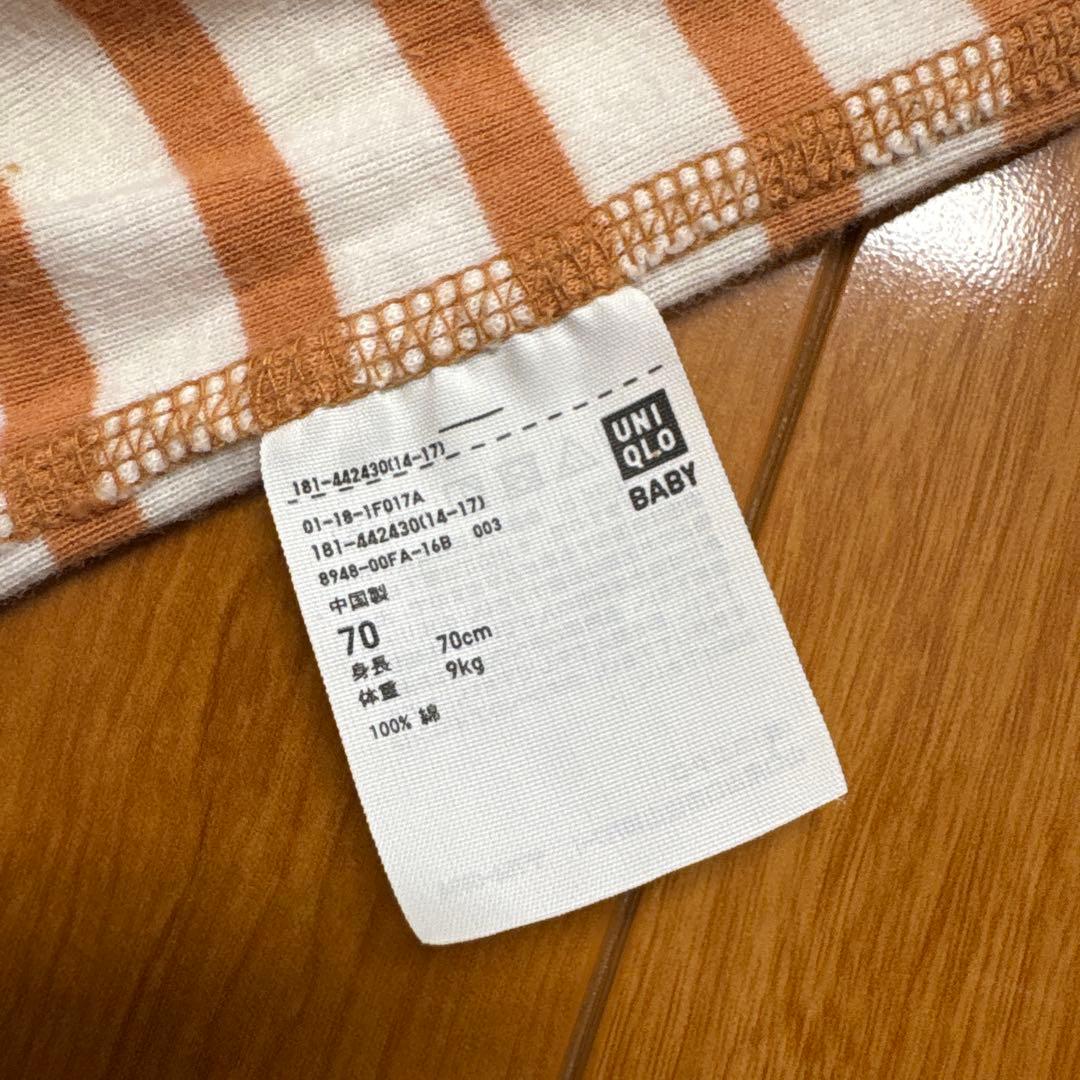 181-442430(14-17)
UNI
QLO
BABY
01-18-1F017A
181-442430(14-17)
8948-00FA-16B 003
中国製
70
身長 70cm
体重 9kg
100% 綿